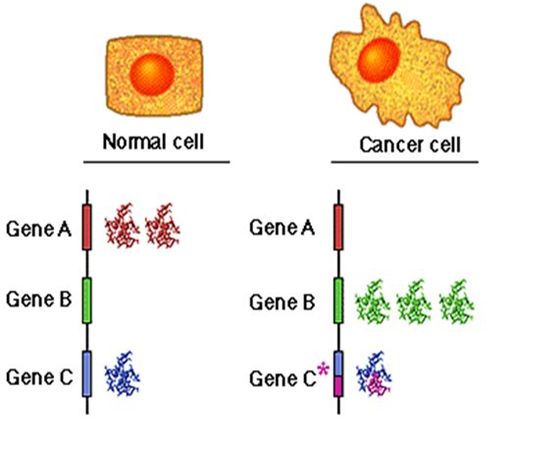 Normal cell
Cancer cell
Gene A
Gene A
Gene B
Gene B
Gene C
Gene C*